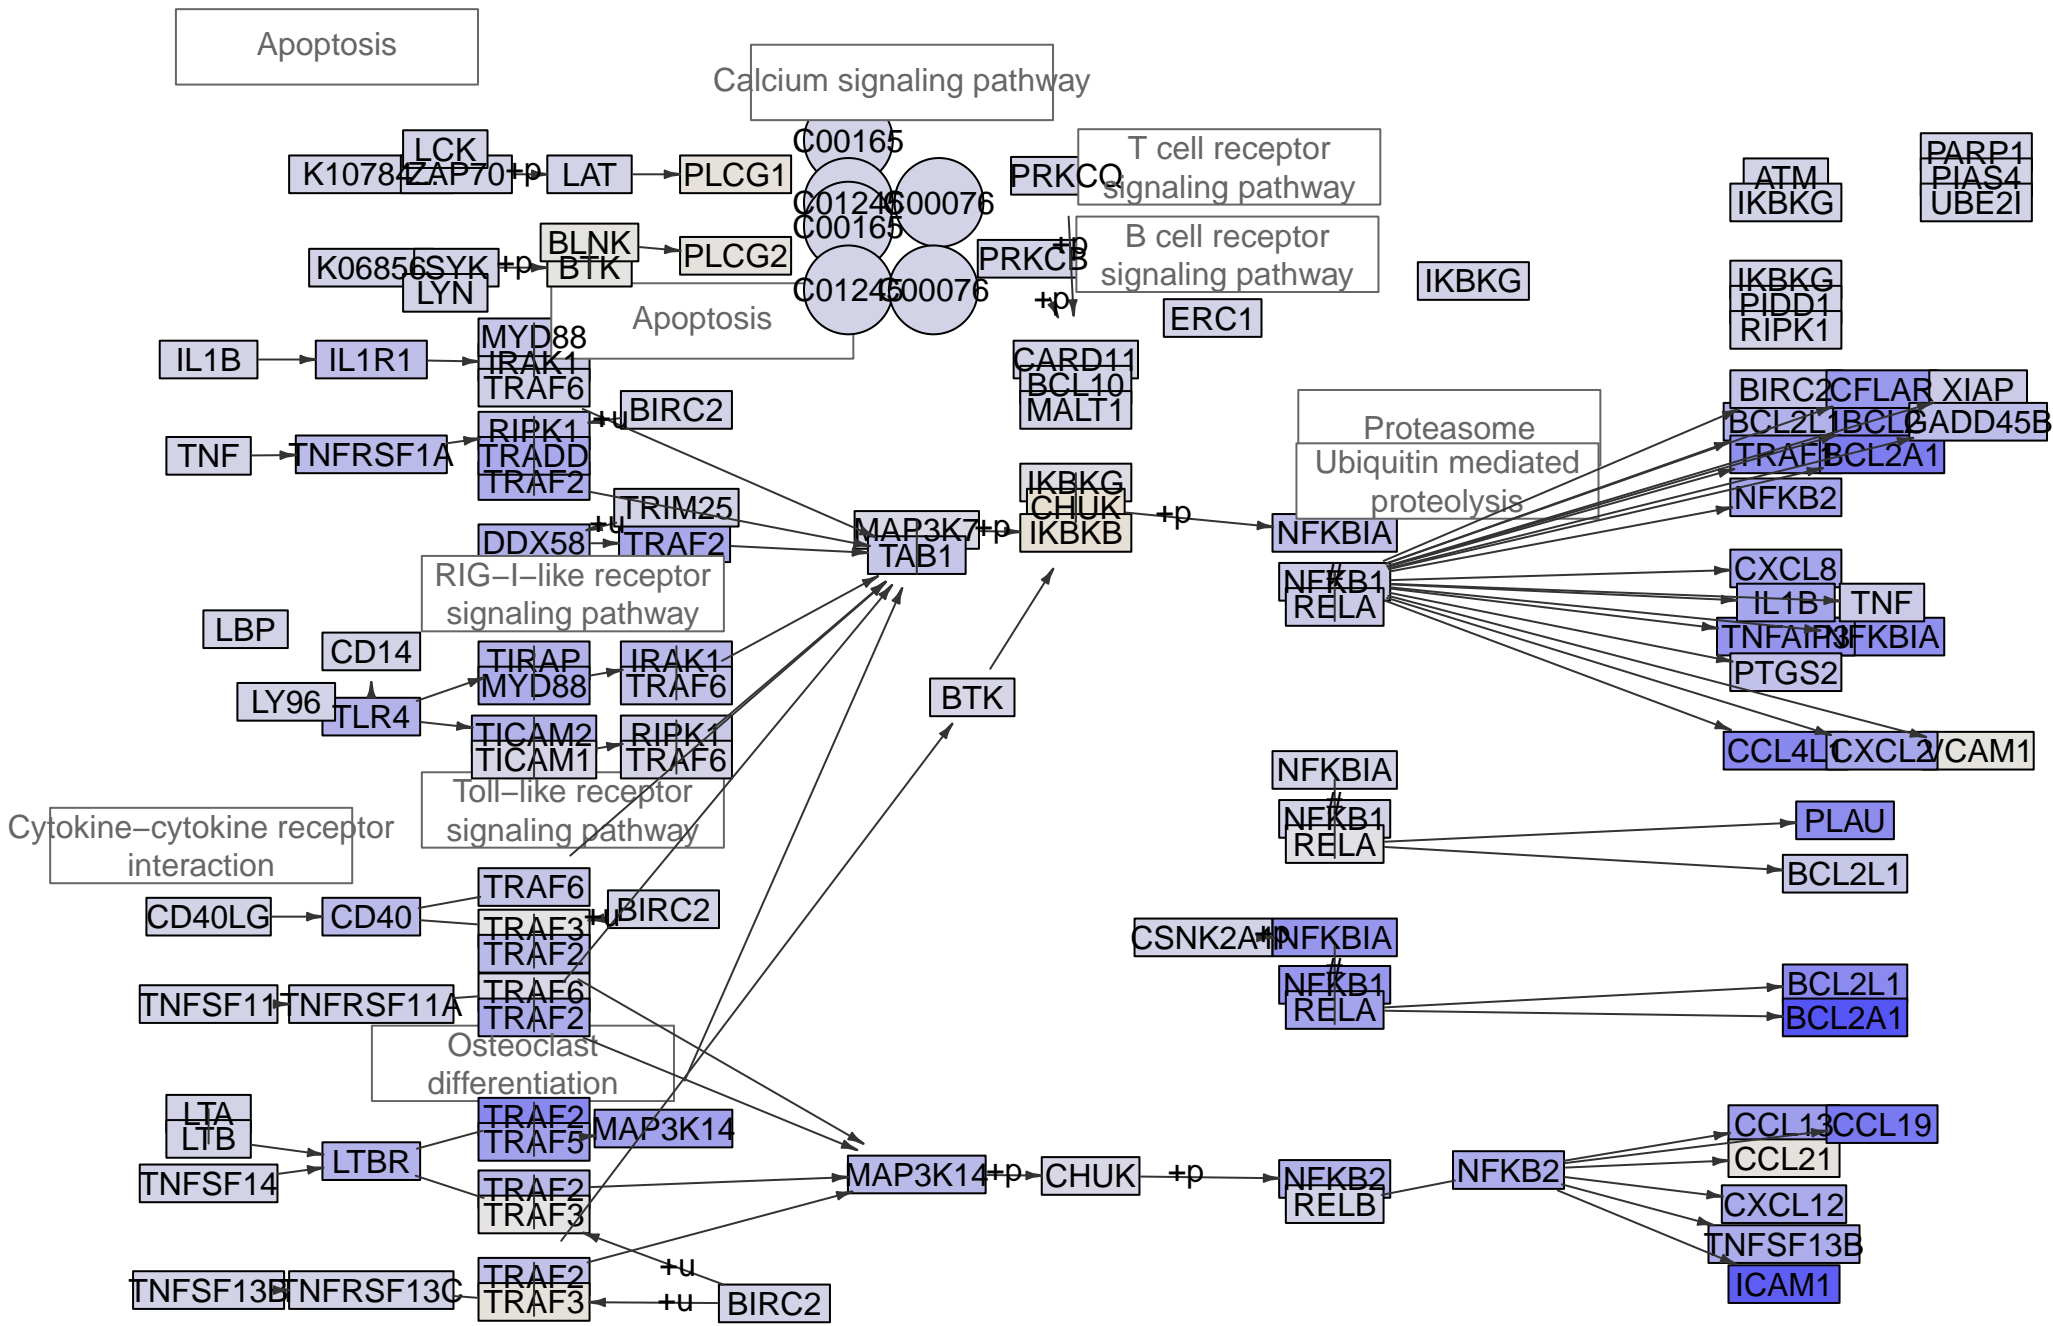 Apoptosis
Calcium signaling pathway
C00165
T cell receptor
signaling pathway
LCK
K10784
ZAP70
+p
LAT
PLCG1
C01246
C00076
C00165
PRKCQ
ATM
IKBKG
PARP1
PIAS4
UBE2I
B cell receptor
signaling pathway
+p
BLNK
BTK
PLCG2
K06856
SYK
+p
LYN
C01246
C00076
PRKCB
+p
IKBKG
ERC1
IKBKG
PIDD1
RIPK1
Apoptosis
IL1B
IL1R1
MYD88
IRAK1
TRAF6
CARD11
BCL10
MALT1
BIRC2
CFLAR
XIAP
BCL2L1
BCL2
GADD45B
TRAF1
BCL2A1
NFKB2
BIRC2
+u
TNF
TNFRSF1A
RIPK1
TRADD
TRAF2
Proteasome
Ubiquitin mediated
proteolysis
IKBKG
CHUK
IKBKB
+p
NFKBIA
NFKB1
RELA
TRIM25
+u
DDX58
TRAF2
MAP3K7
TAB1
+p
RIG−I−like receptor
signaling pathway
CXCL8
IL1B
TNF
TNFAIP3
NFKBIA
PTGS2
LBP
CD14
LY96
TLR4
TIRAP
MYD88
IRAK1
TRAF6
BTK
TICAM2
TICAM1
RIPK1
TRAF6
CCL4L1
CXCL2
VCAM1
NFKBIA
NFKB1
RELA
PLAU
BCL2L1
Toll−like receptor
signaling pathway
Cytokine−cytokine receptor
interaction
TRAF6
CD40LG
CD40
TRAF3
TRAF2
+u
BIRC2
+p
NFKBIA
NFKB1
RELA
BCL2L1
BCL2A1
TNFSF11
TNFRSF11A
TRAF6
TRAF2
Osteoclast
differentiation
LTA
LTB
TNFSF14
LTBR
TRAF2
TRAF5
MAP3K14
TRAF2
TRAF3
MAP3K14
+p
CHUK
+p
NFKB2
RELB
NFKB2
CCL13
CCL19
CCL21
CXCL12
TNFSF13B
ICAM1
TNFSF13B
TNFRSF13C
TRAF2
TRAF3
+u
+u
BIRC2